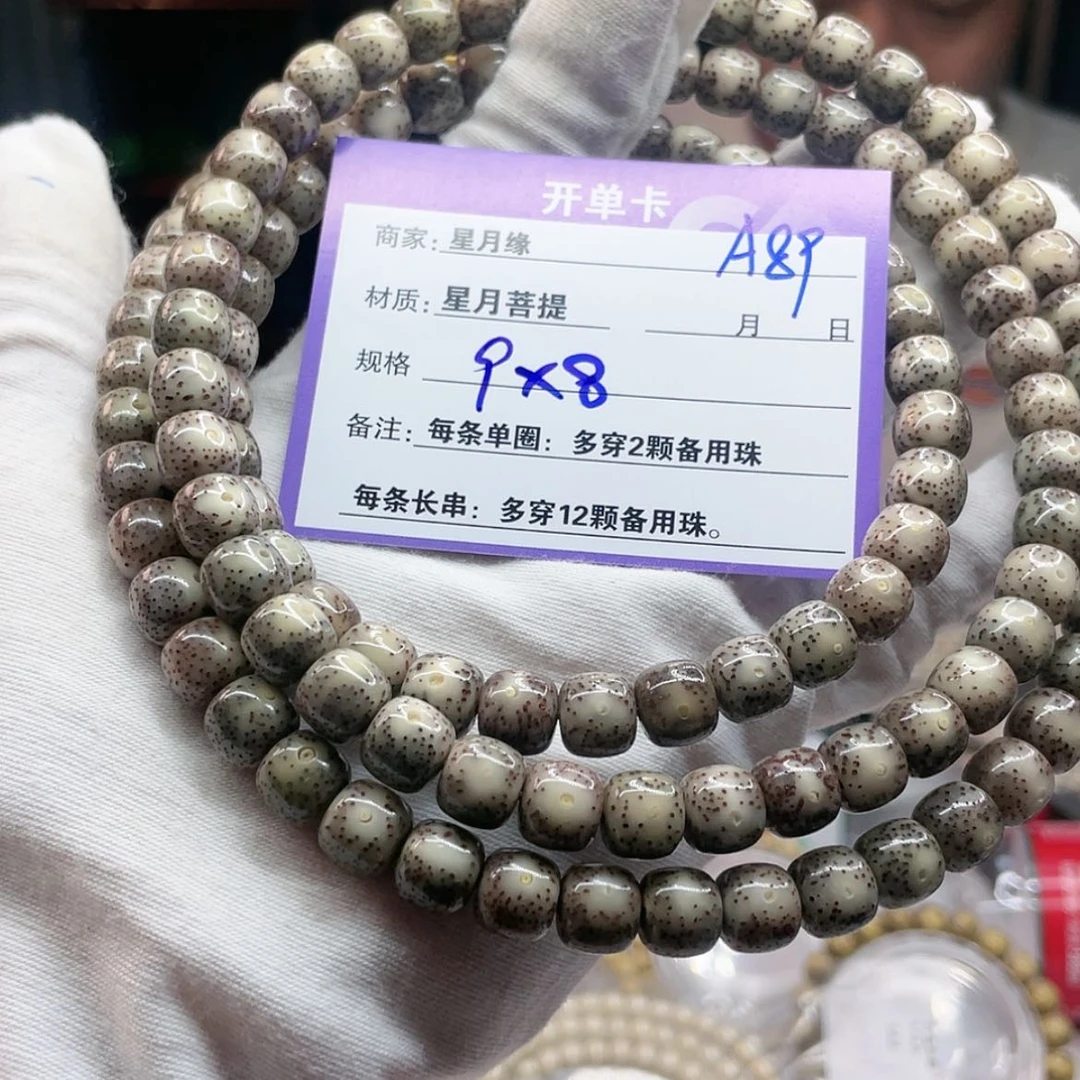 开单卡
商家：星月缘 A89
材质：星月菩提 月 日
规格 9x8
备注：每条单圈：多穿2颗备用珠
每条长串：多穿12颗备用珠。